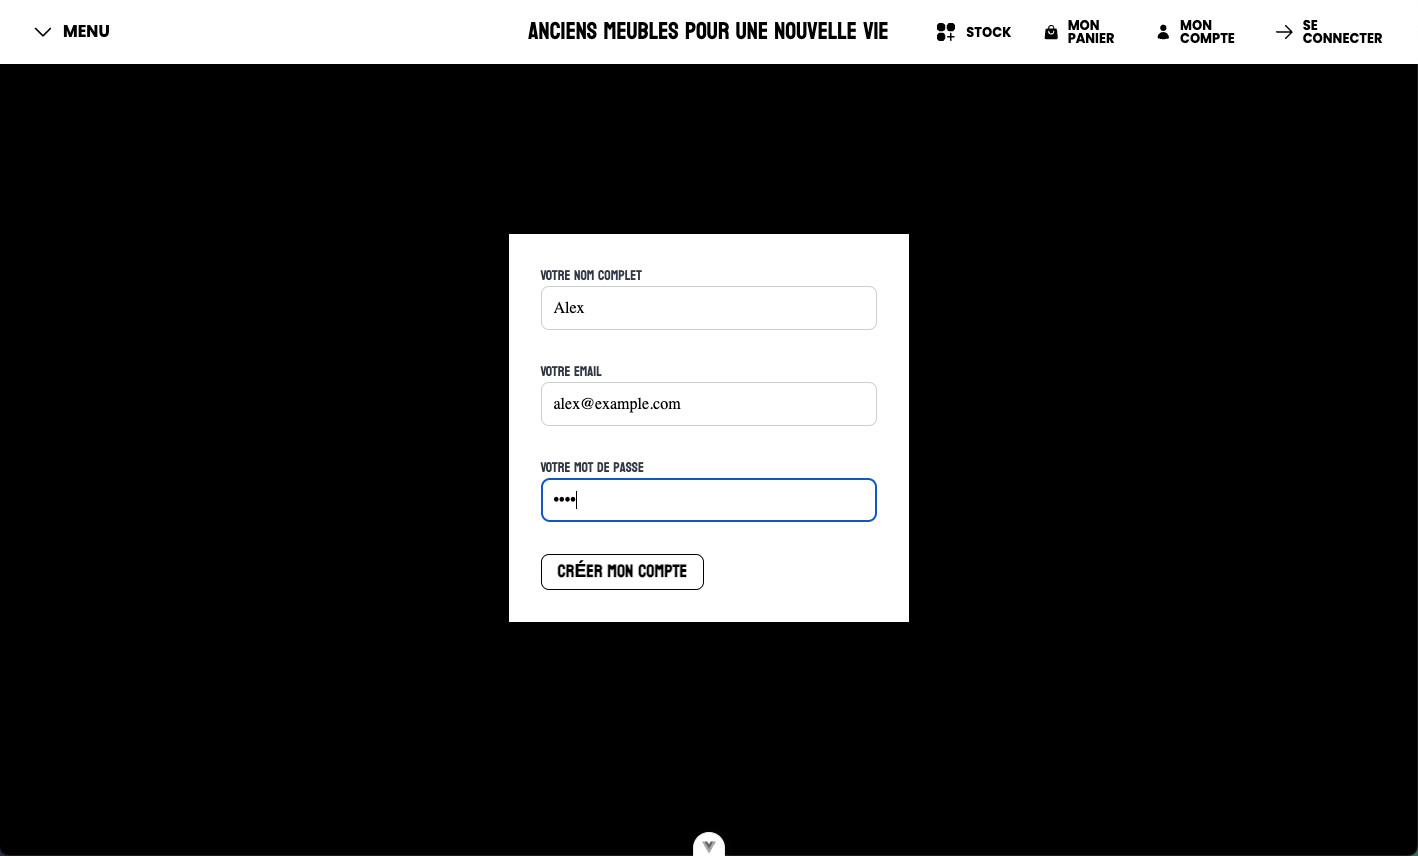 MENU
ANCIENS MEUBLES POUR UNE NOUVELLE VIE
STOCK
MON
PANIER
MON
COMPTE
SE
CONNECTER
VOTRE NOM COMPLET
Alex
VOTRE EMAIL
alex@example.com
VOTRE MOT DE PASSE
••••
CRÉER MON COMPTE